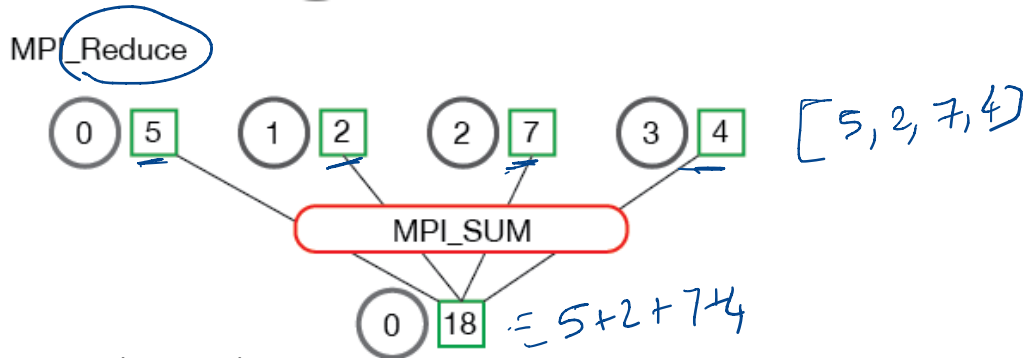 MPI_Reduce
0 5 1 2 2 7 3 4 [5, 2, 7, 4]
MPI_SUM
0 18 = 5+2+7+4